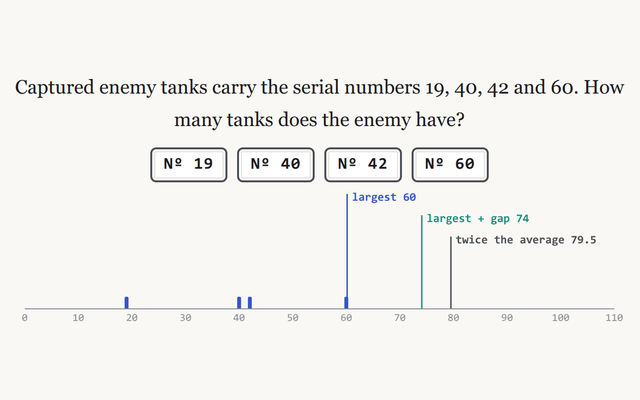 Captured enemy tanks carry the serial numbers 19, 40, 42 and 60. How
many tanks does the enemy have?
Nº 19 Nº 40 Nº 42 Nº 60
largest 60
largest + gap 74
twice the average 79.5
0 10 20 30 40 50 60 70 80 90 100 110